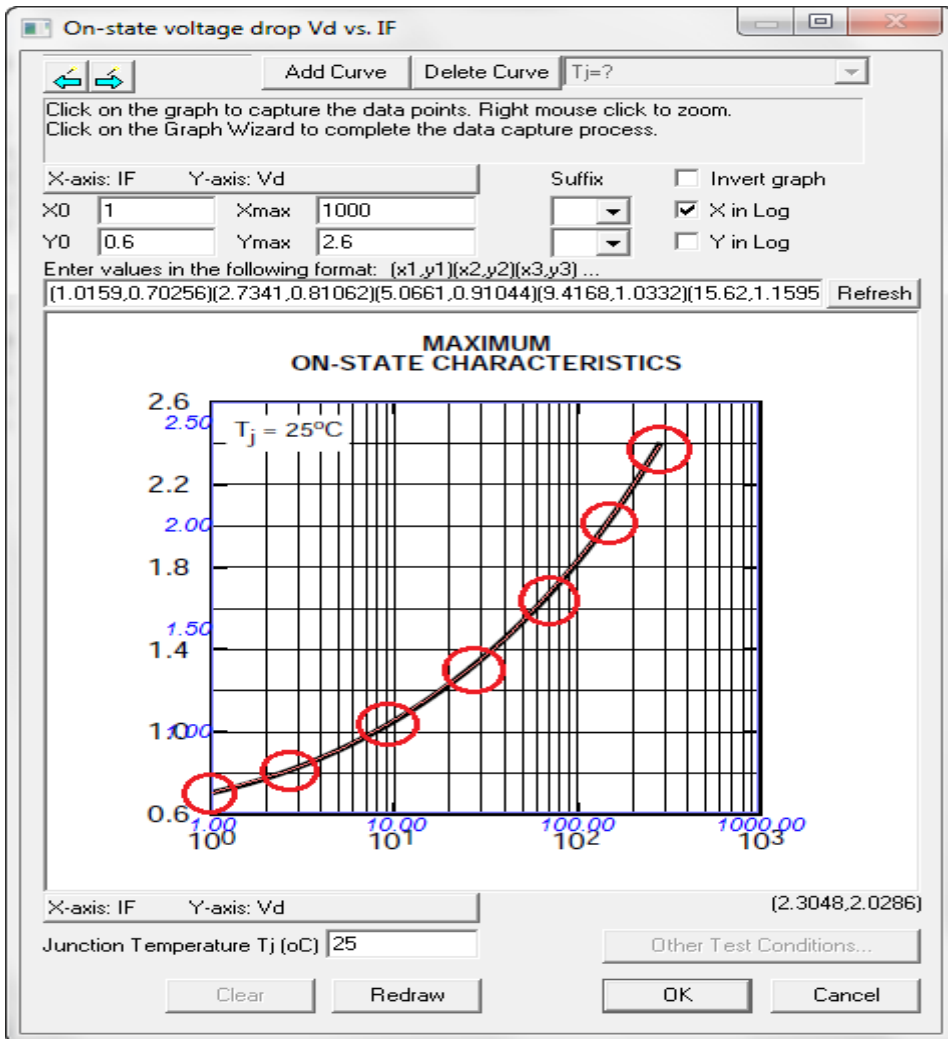 On-state voltage drop Vd vs. IF
Add Curve Delete Curve Tj=?
Click on the graph to capture the data points. Right mouse click to zoom.
Click on the Graph Wizard to complete the data capture process.
X-axis: IF Y-axis: Vd Suffix Invert graph
X0 1 Xmax 1000 X in Log
Y0 0.6 Ymax 2.6 Y in Log
Enter values in the following format: (x1,y1)(x2,y2)(x3,y3) ...
(1.0159,0.70256)(2.7341,0.81062)(5.0661,0.91044)(9.4168,1.0332)(15.62,1.1595 Refresh
MAXIMUM
ON-STATE CHARACTERISTICS
2.6
2.50 Tj = 25ºC
2.2
2.00
1.8
1.50
1.4
1.0 1.00
0.6
1.00 10.00 100.00 1000.00
10⁰ 10¹ 10² 10³
X-axis: IF Y-axis: Vd (2.3048,2.0286)
Junction Temperature Tj (oC) 25 Other Test Conditions...
Clear Redraw OK Cancel